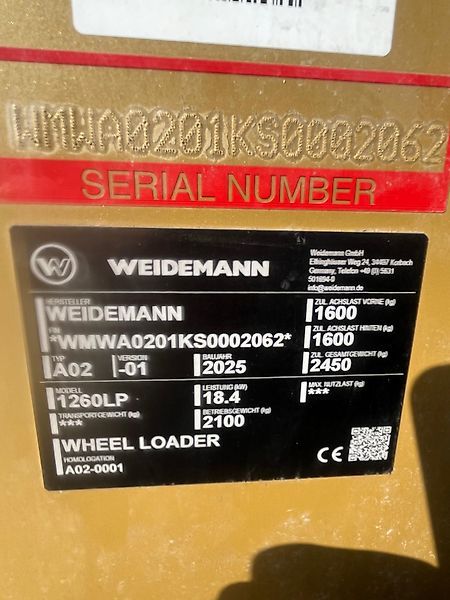 WMWA0201KS0002062
SERIAL NUMBER
W WEIDEMANN
Weidemann GmbH
Elfringhäuser Weg 24, 34497 Korbach
Germany, Telefon +49 (0) 5631
501694-0
info@weidemann.de
HERSTELLER
WEIDEMANN
FIN
*WMWA0201KS0002062*
TYP VERSION BAUJAHR
A02 -01 2025
MODELL LEISTUNG (kW)
1260LP 18.4
TRANSPORTGEWICHT (kg) BETRIEBSGEWICHT (kg)
*** 2100
WHEEL LOADER
HOMOLOGATION
A02-0001
ZUL. ACHSLAST VORNE (kg)
1600
ZUL. ACHSLAST HINTEN (kg)
1600
ZUL. GESAMTGEWICHT (kg)
2450
MAX. NUTZLAST (kg)
***
CE